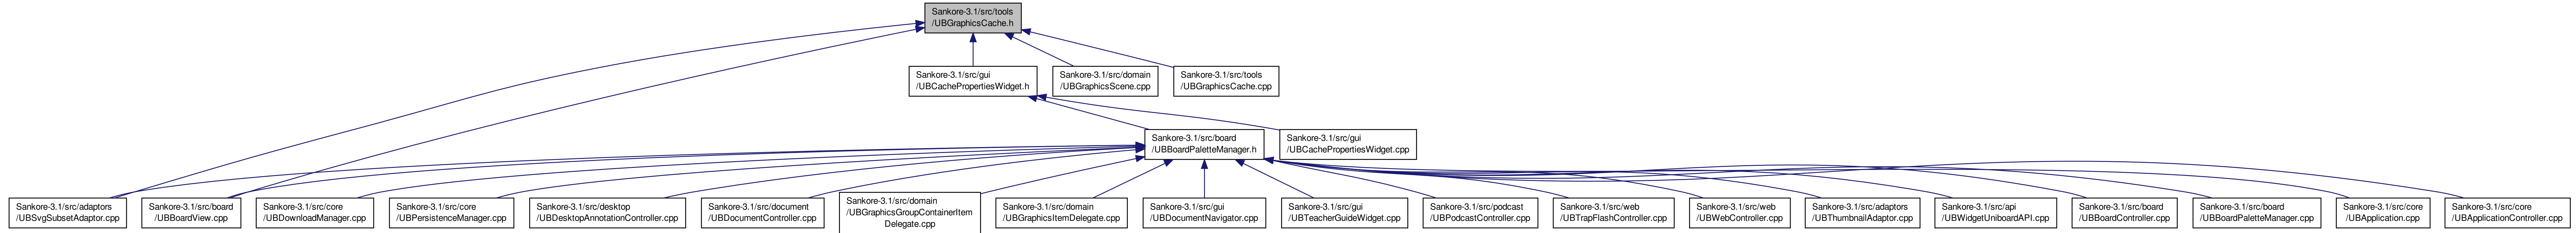 Sankore-3.1/src/tools
/UBGraphicsCache.h
Sankore-3.1/src/gui
/UBCachePropertiesWidget.h
Sankore-3.1/src/domain
/UBGraphicsScene.cpp
Sankore-3.1/src/tools
/UBGraphicsCache.cpp
Sankore-3.1/src/board
/UBBoardPaletteManager.h
Sankore-3.1/src/gui
/UBCachePropertiesWidget.cpp
Sankore-3.1/src/adaptors
/UBSvgSubsetAdaptor.cpp
Sankore-3.1/src/board
/UBBoardView.cpp
Sankore-3.1/src/core
/UBDownloadManager.cpp
Sankore-3.1/src/core
/UBPersistenceManager.cpp
Sankore-3.1/src/desktop
/UBDesktopAnnotationController.cpp
Sankore-3.1/src/document
/UBDocumentController.cpp
Sankore-3.1/src/domain
/UBGraphicsGroupContainerItem
Delegate.cpp
Sankore-3.1/src/domain
/UBGraphicsItemDelegate.cpp
Sankore-3.1/src/gui
/UBDocumentNavigator.cpp
Sankore-3.1/src/gui
/UBTeacherGuideWidget.cpp
Sankore-3.1/src/podcast
/UBPodcastController.cpp
Sankore-3.1/src/web
/UBTrapFlashController.cpp
Sankore-3.1/src/web
/UBWebController.cpp
Sankore-3.1/src/adaptors
/UBThumbnailAdaptor.cpp
Sankore-3.1/src/api
/UBWidgetUniboardAPI.cpp
Sankore-3.1/src/board
/UBBoardController.cpp
Sankore-3.1/src/board
/UBBoardPaletteManager.cpp
Sankore-3.1/src/core
/UBApplication.cpp
Sankore-3.1/src/core
/UBApplicationController.cpp